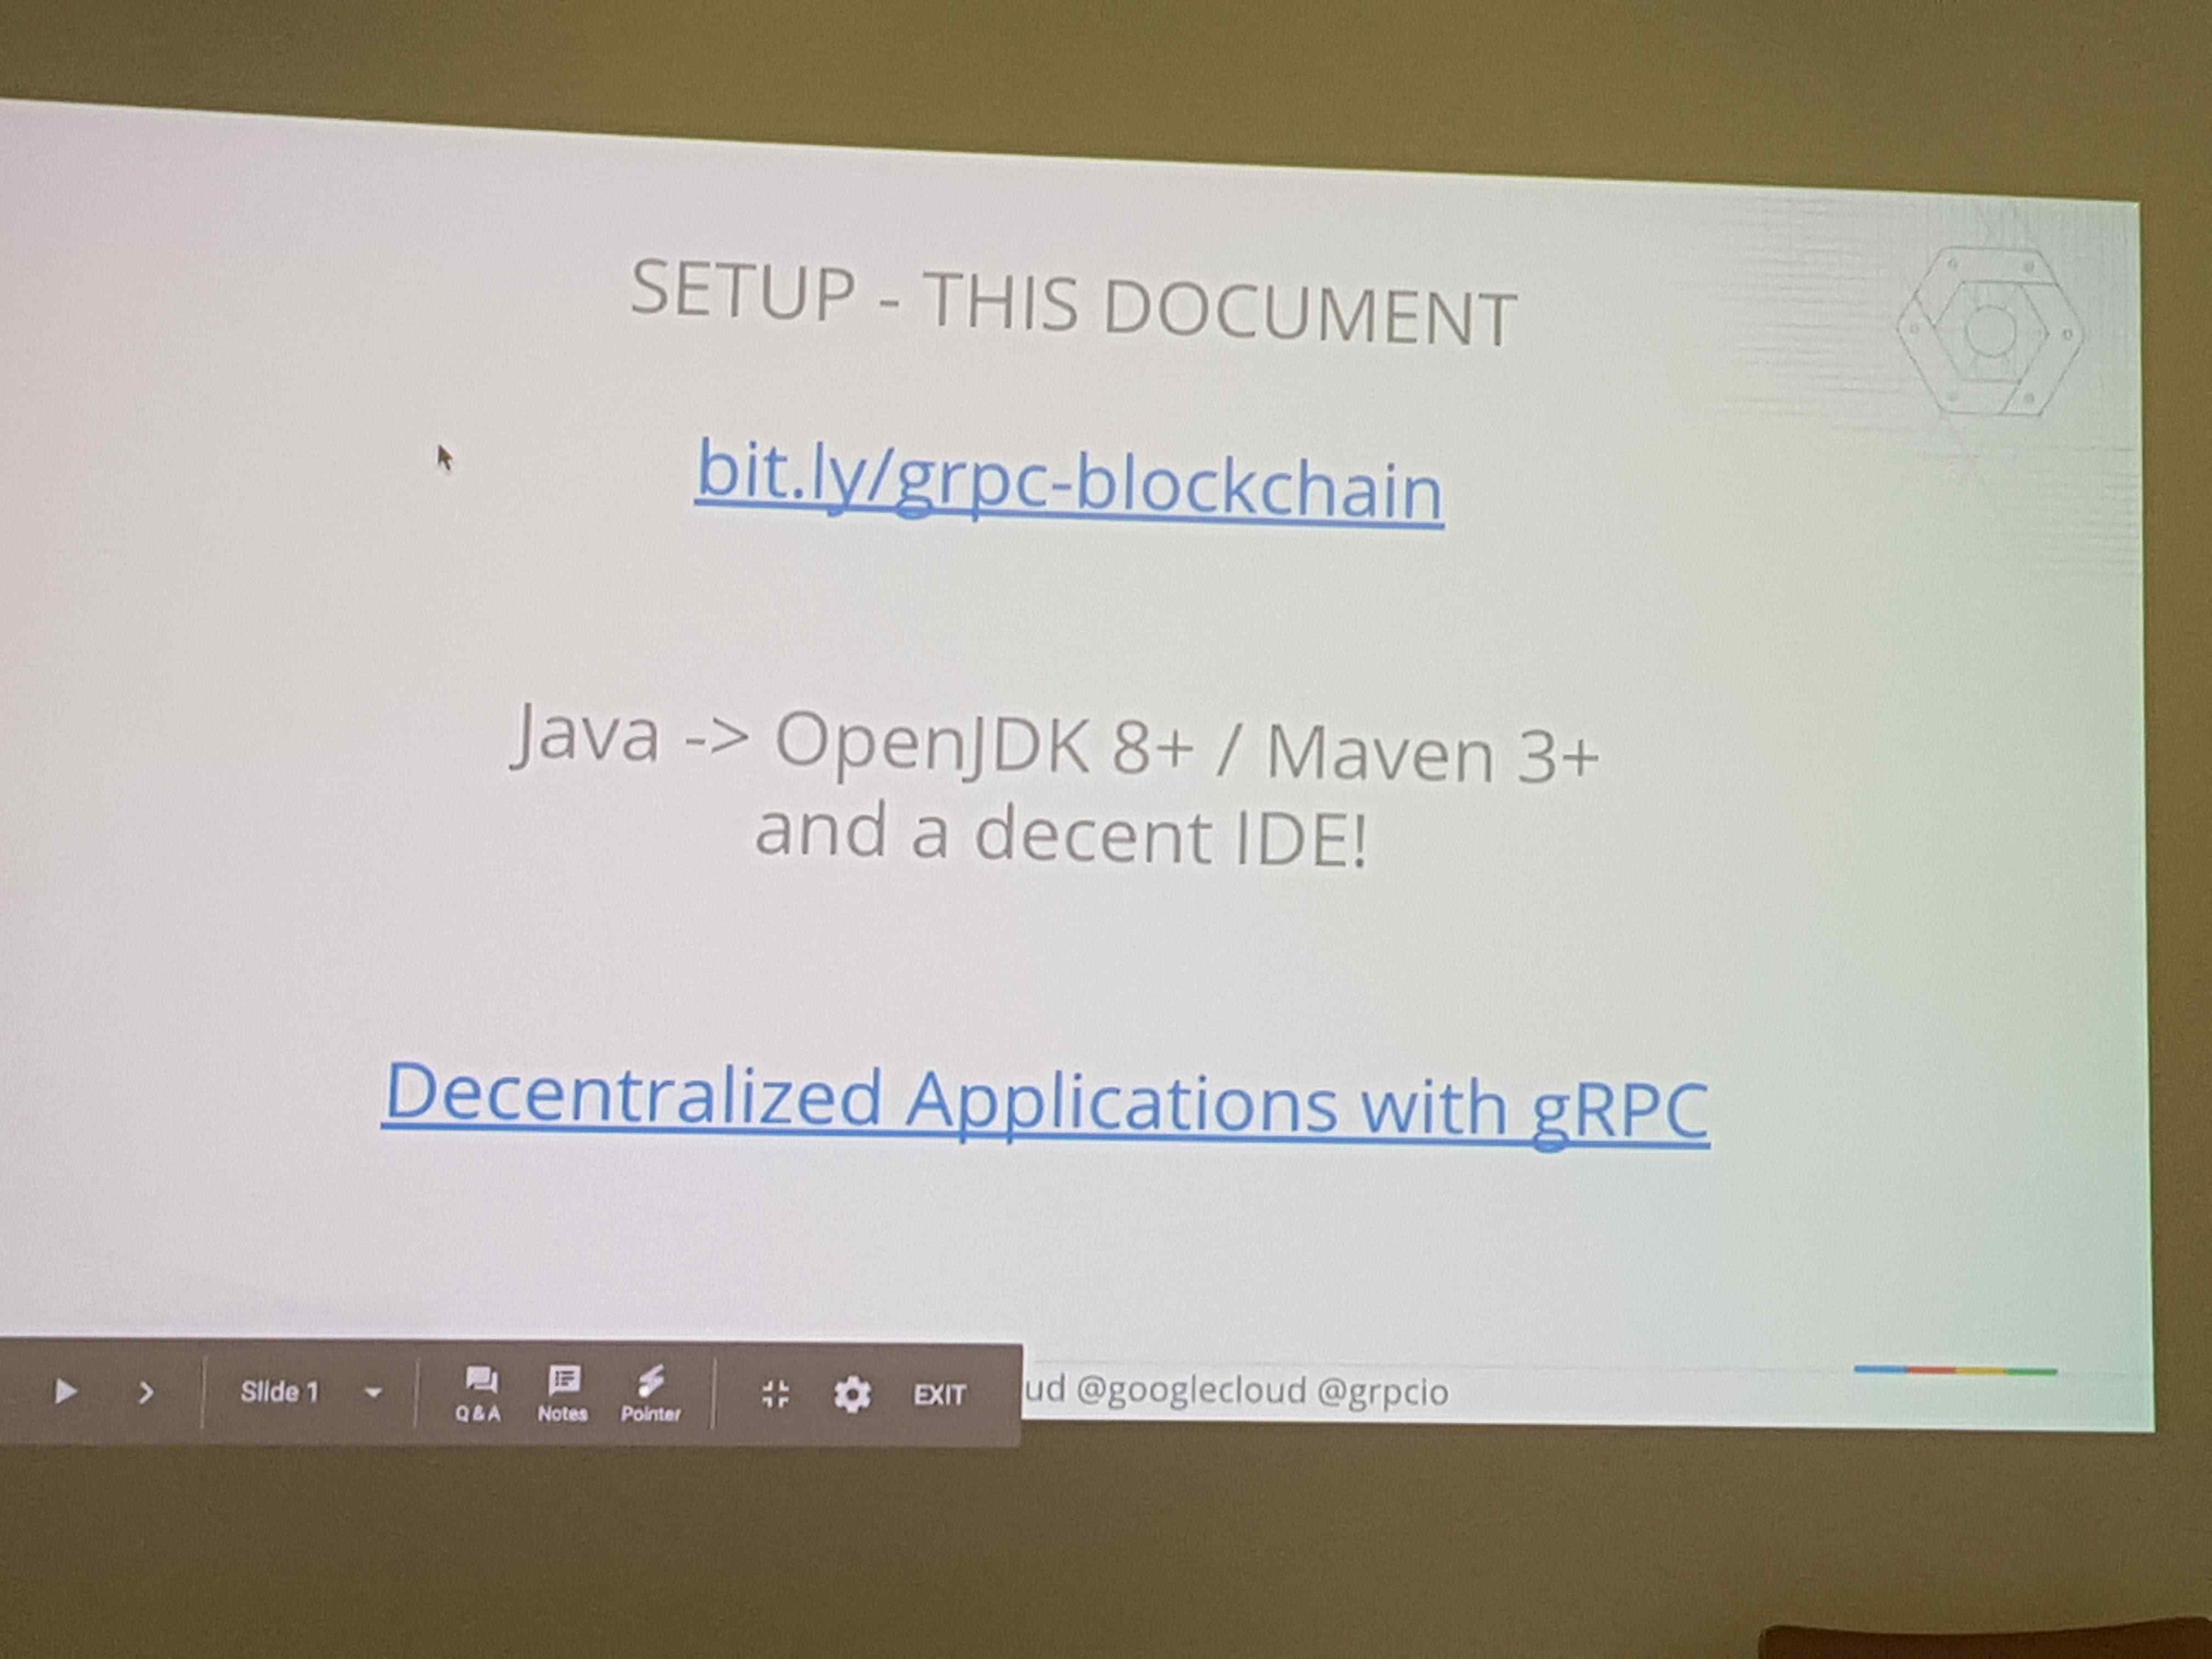 SETUP - THIS DOCUMENT
bit.ly/grpc-blockchain
Java -> OpenJDK 8+ / Maven 3+
and a decent IDE!
Decentralized Applications with gRPC
Slide 1
Q&A
Notes
Pointer
EXIT
ud @googlecloud @grpcio